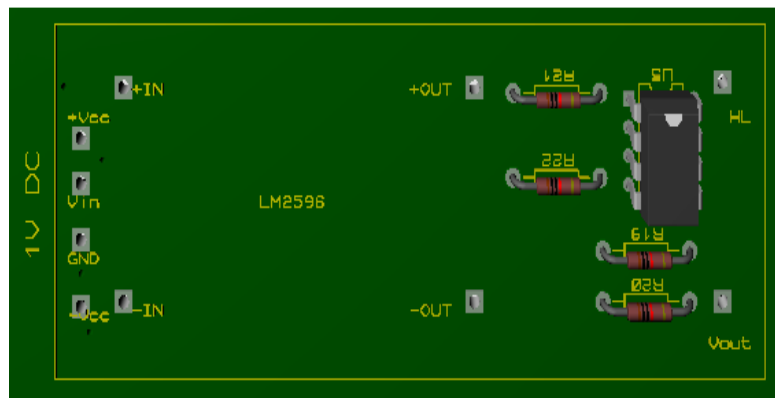 R21
U5
+IN
+OUT
+Vcc
HL
R22
1V DC
Vin
LM2596
R19
GND
R20
-Vcc
-IN
-OUT
Vout